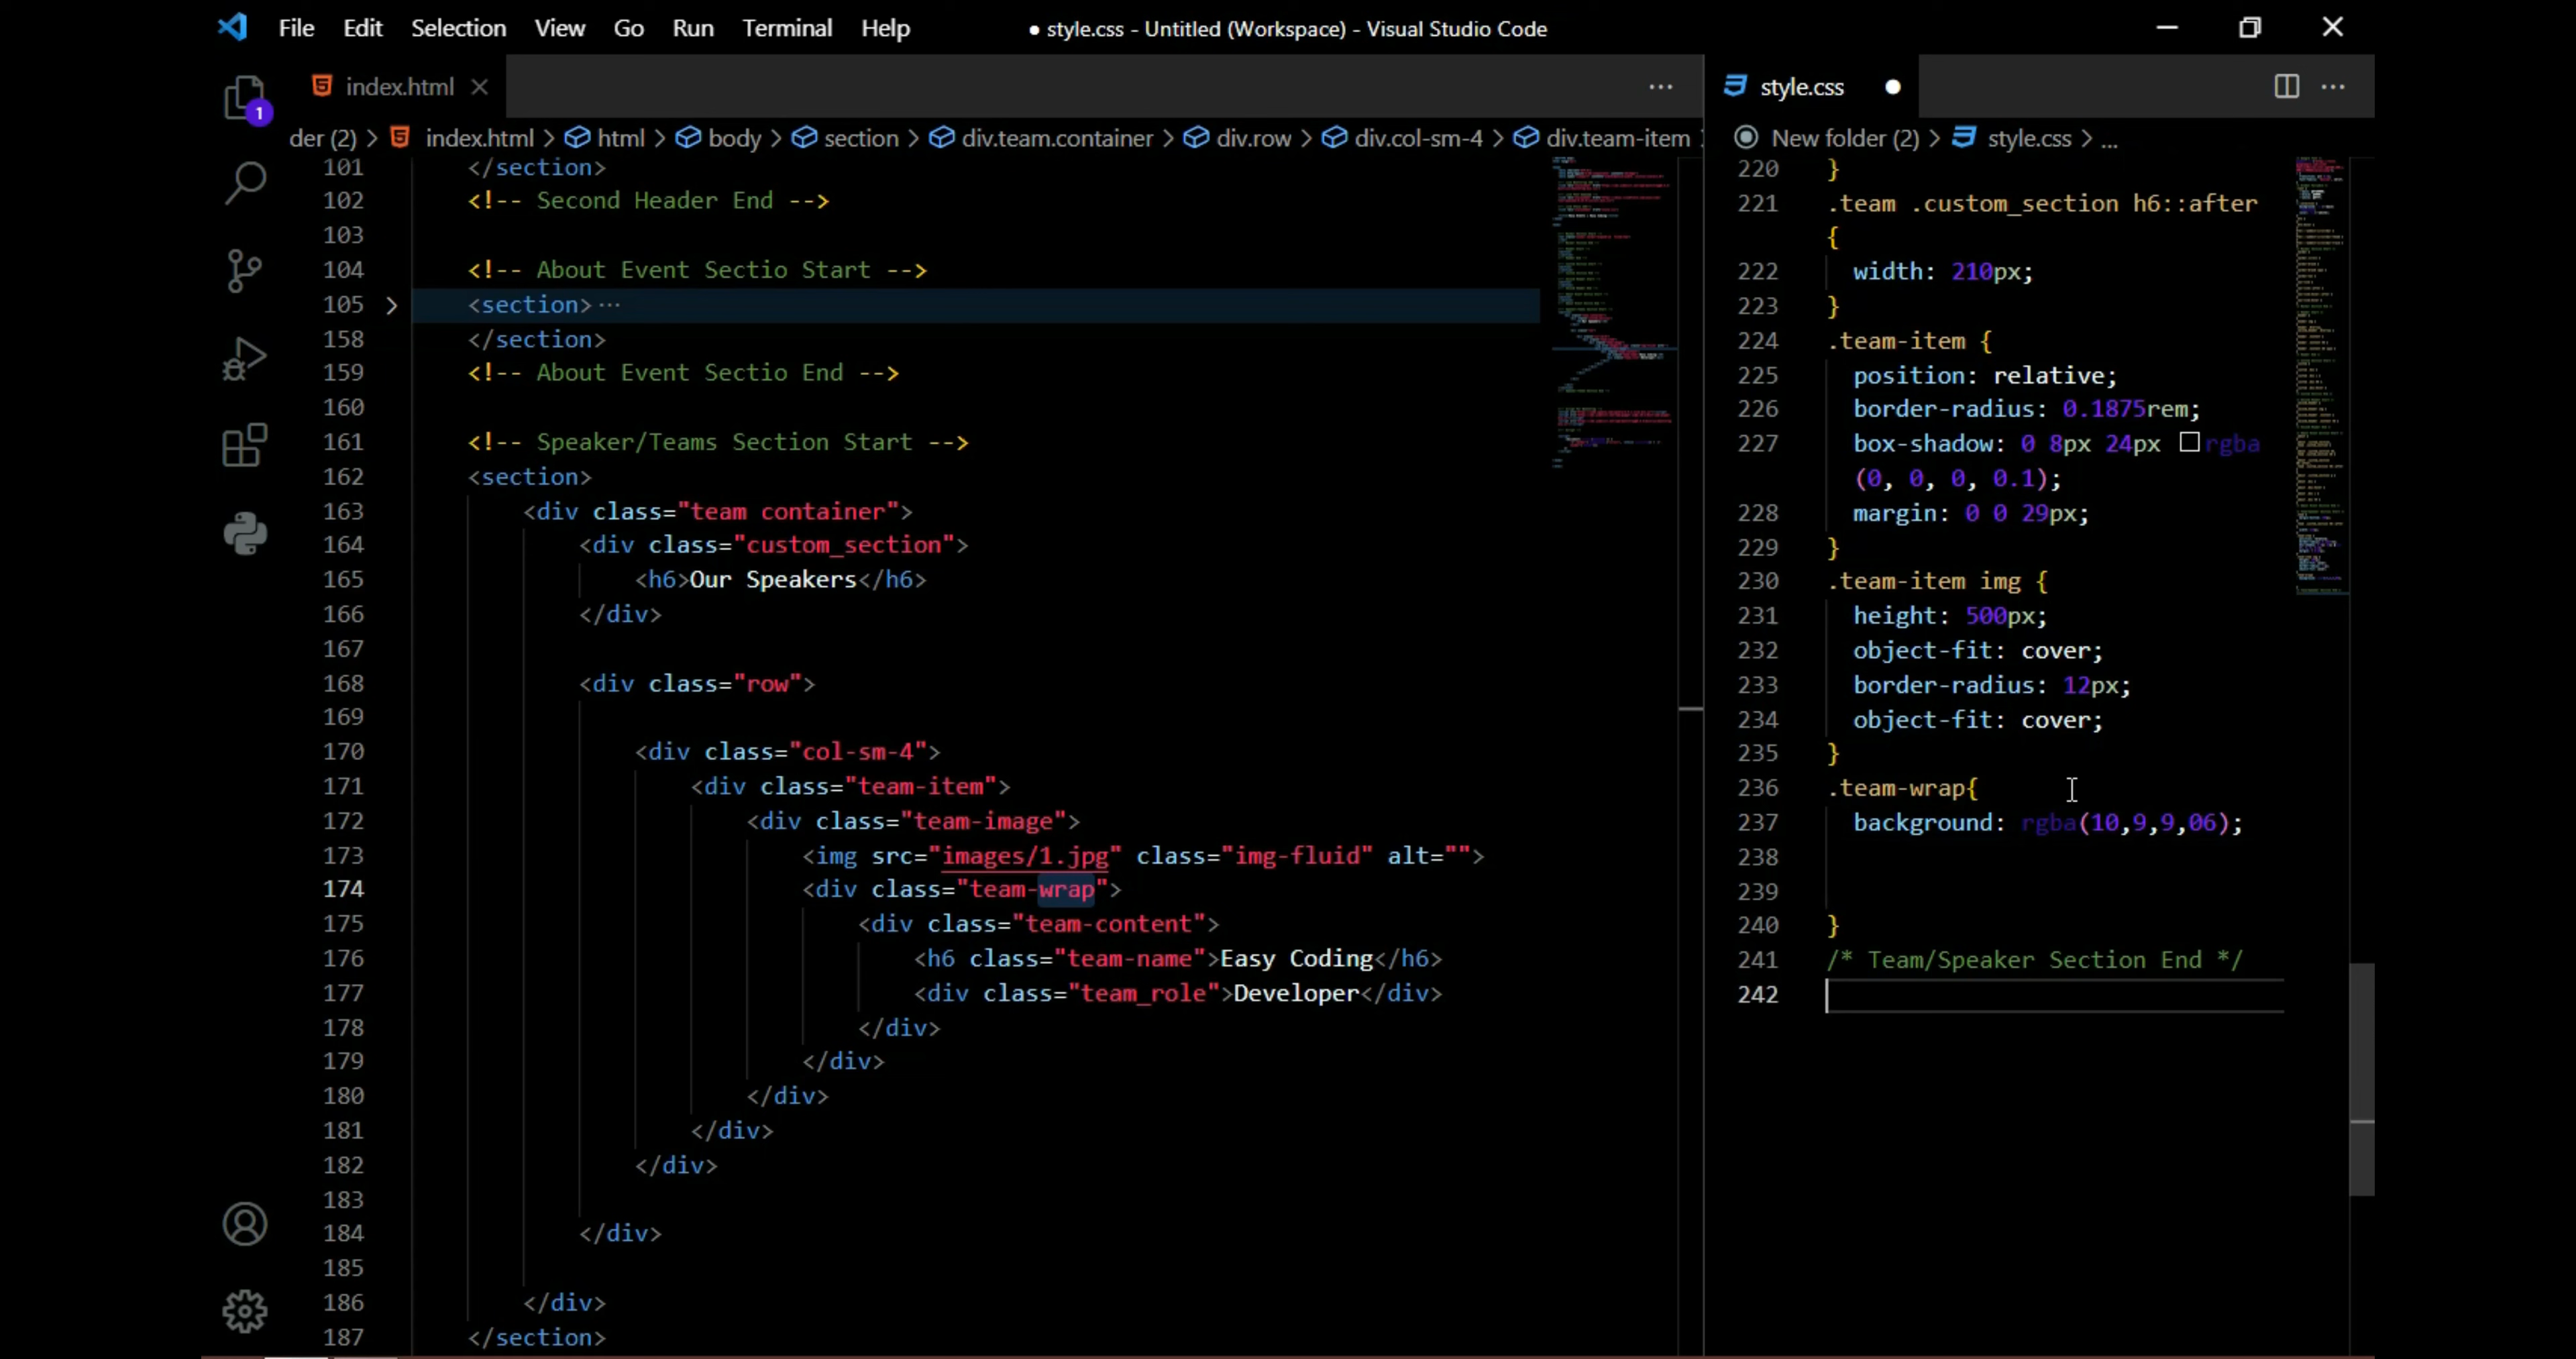 File Edit Selection View Go Run Terminal Help ● style.css - Untitled (Workspace) - Visual Studio Code
index.html
der (2) > index.html > html > body > section > div.team.container > div.row > div.col-sm-4 > div.team-item
1
101 </section>
102 <!-- Second Header End -->
103
104 <!-- About Event Sectio Start -->
105 <section>···
158 </section>
159 <!-- About Event Sectio End -->
160
161 <!-- Speaker/Teams Section Start -->
162 <section>
163 <div class="team container">
164 <div class="custom_section">
165 <h6>Our Speakers</h6>
166 </div>
167
168 <div class="row">
169
170 <div class="col-sm-4">
171 <div class="team-item">
172 <div class="team-image">
173 <img src="images/1.jpg" class="img-fluid" alt="">
174 <div class="team-wrap">
175 <div class="team-content">
176 <h6 class="team-name">Easy Coding</h6>
177 <div class="team_role">Developer</div>
178 </div>
179 </div>
180 </div>
181 </div>
182 </div>
183
184 </div>
185
186 </div>
187 </section>
style.css
New folder (2) > style.css > ...
220 }
221 .team .custom_section h6::after
{
222 width: 210px;
223 }
224 .team-item {
225 position: relative;
226 border-radius: 0.1875rem;
227 box-shadow: 0 8px 24px rgba
(0, 0, 0, 0.1);
228 margin: 0 0 29px;
229 }
230 .team-item img {
231 height: 500px;
232 object-fit: cover;
233 border-radius: 12px;
234 object-fit: cover;
235 }
236 .team-wrap{
237 background: rgba(10,9,9,06);
238
239
240 }
241 /* Team/Speaker Section End */
242